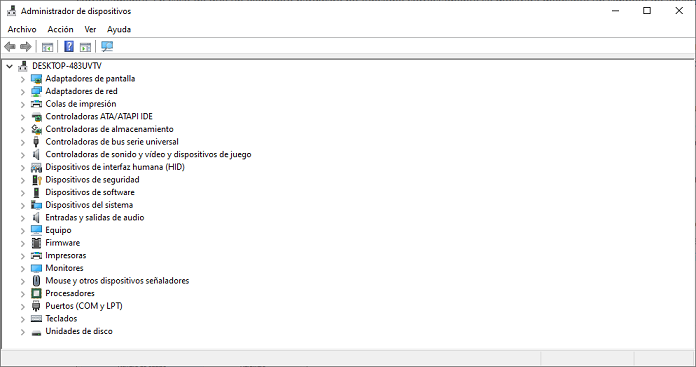 Administrador de dispositivos
Archivo Acción Ver Ayuda
DESKTOP-483UVTV
Adaptadores de pantalla
Adaptadores de red
Colas de impresión
Controladoras ATA/ATAPI IDE
Controladoras de almacenamiento
Controladoras de bus serie universal
Controladoras de sonido y vídeo y dispositivos de juego
Dispositivos de interfaz humana (HID)
Dispositivos de seguridad
Dispositivos de software
Dispositivos del sistema
Entradas y salidas de audio
Equipo
Firmware
Impresoras
Monitores
Mouse y otros dispositivos señaladores
Procesadores
Puertos (COM y LPT)
Teclados
Unidades de disco